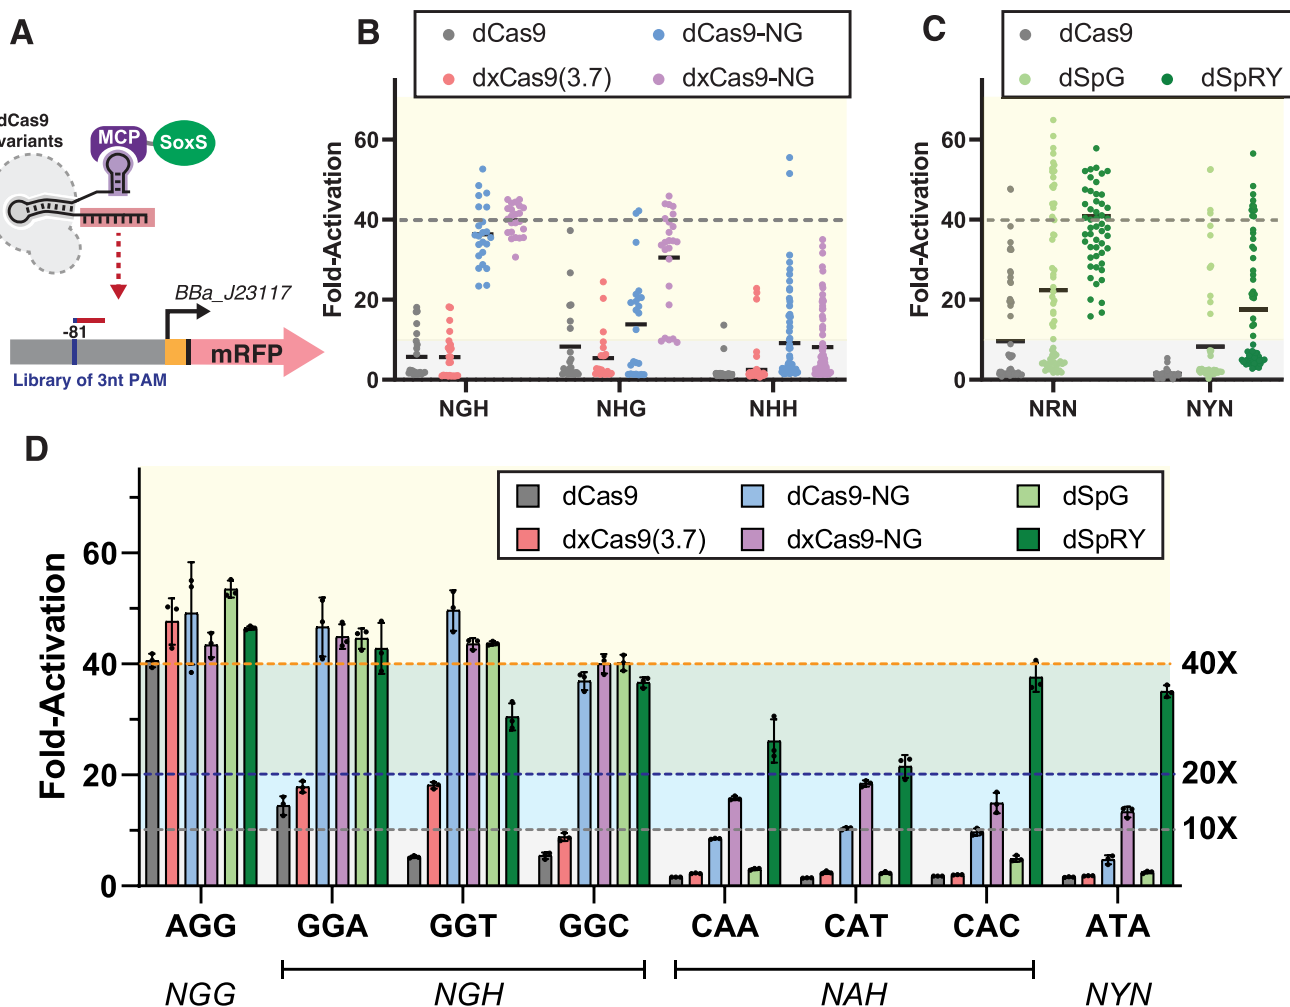 A
dCas9
variants
MCP
SoxS
BBa_J23117
-81
mRFP
Library of 3nt PAM
B
dCas9
dCas9-NG
dxCas9(3.7)
dxCas9-NG
Fold-Activation
60
40
20
0
NGH
NHG
NHH
C
dCas9
dSpG
dSpRY
Fold-Activation
60
40
20
0
NRN
NYN
D
dCas9
dCas9-NG
dSpG
dxCas9(3.7)
dxCas9-NG
dSpRY
Fold-Activation
60
40
20
0
40X
20X
10X
AGG
GGA
GGT
GGC
CAA
CAT
CAC
ATA
NGG
NGH
NAH
NYN